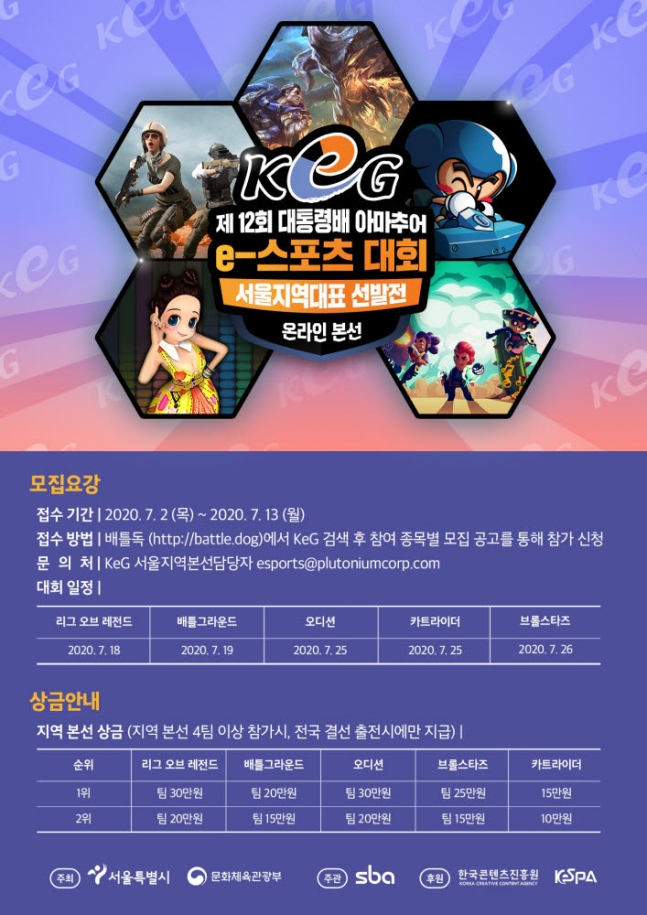 KeG
제 12회 대통령배 아마추어
e-스포츠 대회
서울지역대표 선발전
온라인 본선
모집요강
접수 기간 | 2020. 7. 2 (목) ~ 2020. 7. 13 (월)
접수 방법 | 배틀독 (http://battle.dog)에서 KeG 검색 후 참여 종목별 모집 공고를 통해 참가 신청
문 의 처 | KeG 서울지역본선담당자 esports@plutoniumcorp.com
대회 일정 |
리그 오브 레전드 배틀그라운드 오디션 카트라이더 브롤스타즈
2020. 7. 18 2020. 7. 19 2020. 7. 25 2020. 7. 25 2020. 7. 26
상금안내
지역 본선 상금 (지역 본선 4팀 이상 참가시, 전국 결선 출전시에만 지급) |
순위 리그 오브 레전드 배틀그라운드 오디션 브롤스타즈 카트라이더
1위 팀 30만원 팀 20만원 팀 30만원 팀 25만원 15만원
2위 팀 20만원 팀 15만원 팀 20만원 팀 15만원 10만원
주최 서울특별시 문화체육관광부 주관 sba 후원 한국콘텐츠진흥원 KOREA CREATIVE CONTENT AGENCY KeSPA